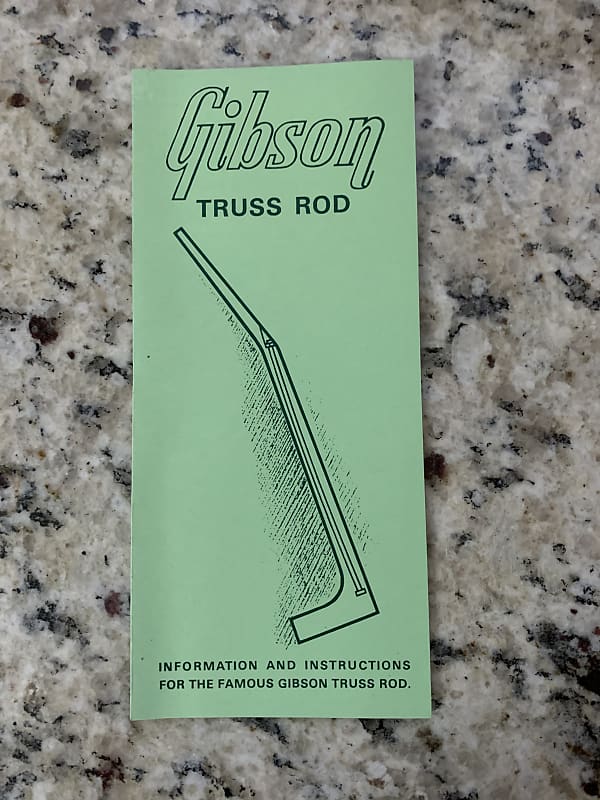 Gibson
TRUSS ROD
INFORMATION AND INSTRUCTIONS
FOR THE FAMOUS GIBSON TRUSS ROD.